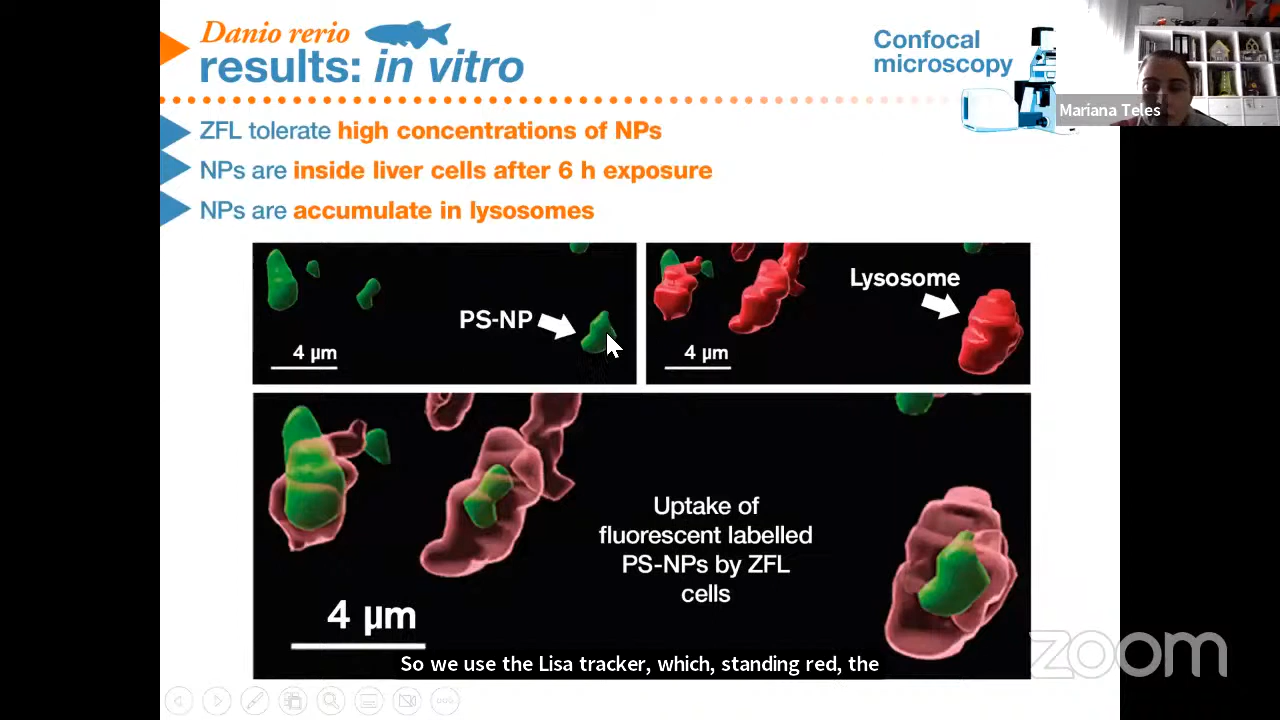 Danio rerio
results: in vitro
Confocal
microscopy
Mariana Teles
ZFL tolerate high concentrations of NPs
NPs are inside liver cells after 6 h exposure
NPs are accumulate in lysosomes
PS-NP
4 µm
Lysosome
4 µm
Uptake of
fluorescent labelled
PS-NPs by ZFL
cells
4 µm
So we use the Lisa tracker, which, standing red, the
zoom